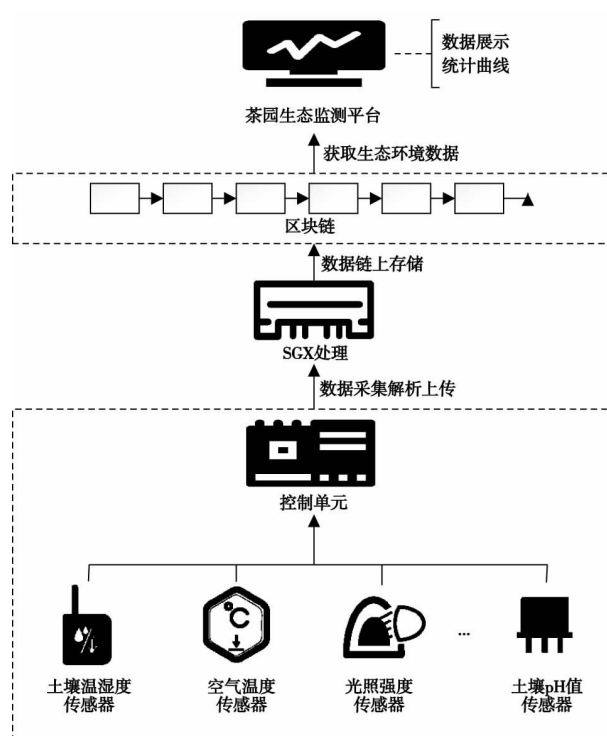 数据展示
统计曲线
茶园生态监测平台
获取生态环境数据
区块链
数据链上存储
SGX处理
数据采集解析上传
控制单元
°C
...
土壤温湿度
传感器
空气温度
传感器
光照强度
传感器
土壤pH值
传感器